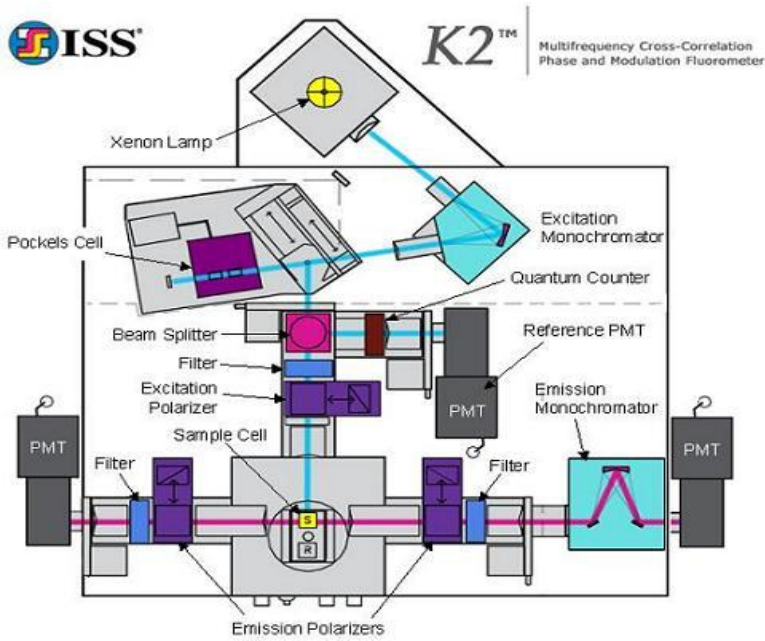 ISS®
K2™
Multifrequency Cross-Correlation
Phase and Modulation Fluorometer
Xenon Lamp
Excitation
Monochromator
Pockels Cell
Quantum Counter
Beam Splitter
Reference PMT
Filter
Excitation
Polarizer
Emission
Monochromator
PMT
Sample Cell
PMT
PMT
Filter
Filter
S
R
Emission Polarizers